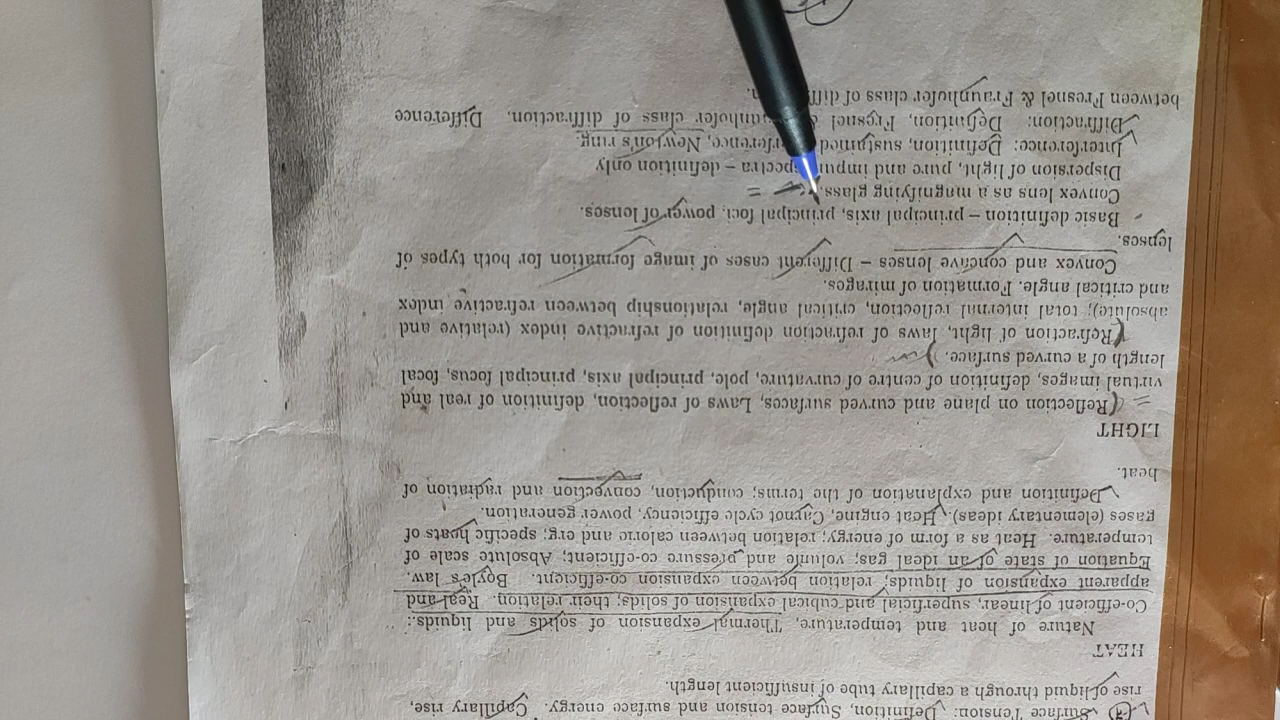 Surface Tension: Definition, Surface tension and surface energy. Capillary rise,
rise of liquid through a capillary tube of insufficient length.
HEAT
Nature of heat and temperature, Thermal expansion of solids and liquids.:
Co-efficient of linear, superficial and cubical expansion of solids; their relation. Real and
apparent expansion of liquids; relation between expansion co-efficient. Boyle's law,
Equation of state of an ideal gas; volume and pressure co-efficient; Absolute scale of
temperature. Heat as a form of energy; relation between calorie and erg; specific heats of
gases (elementary ideas). Heat engine, Carnot cycle efficiency, power generation.
Definition and explanation of the terms; conduction, convection and radiation of
heat.
LIGHT
Reflection on plane and curved surfaces, Laws of reflection, definition of real and
virtual images, definition of centre of curvature, pole, principal axis, principal focus, focal
length of a curved surface.
Refraction of light, laws of refraction definition of refractive index (relative and
absolute); total internal reflection, critical angle, relationship between refractive index
and critical angle. Formation of mirages.
Convex and concave lenses – Different cases of image formation for both types of
lenses.
Basic definition – principal axis, principal foci. power of lenses.
Convex lens as a magnifying glass
Dispersion of light, pure and impure spectra – definition only
Interference: Definition, sustained interference, Newton's ring.
Diffraction: Definition, Fresnel & Fraunhofer class of diffraction. Difference
between Fresnel & Fraunhofer class of